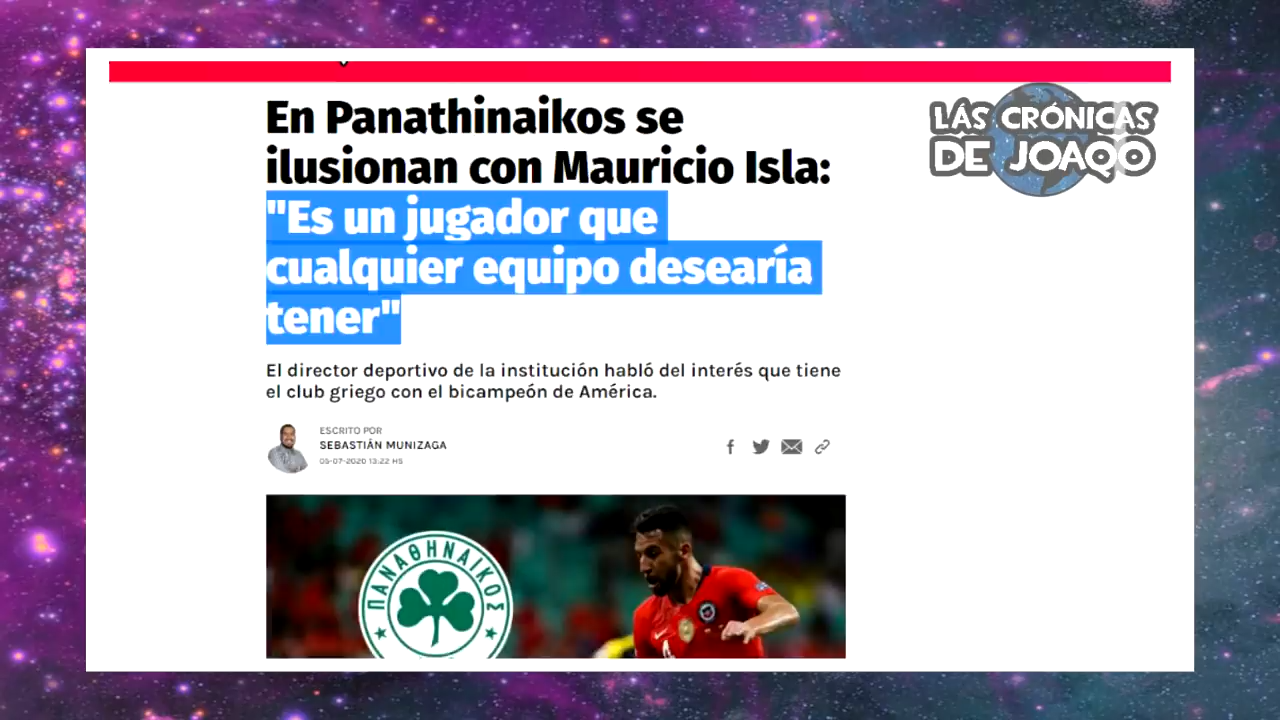 LÁS CRÓNICAS
DE JOAQO
En Panathinaikos se
ilusionan con Mauricio Isla:
"Es un jugador que
cualquier equipo desearía
tener"
El director deportivo de la institución habló del interés que tiene
el club griego con el bicampeón de América.
ESCRITO POR
SEBASTIÁN MUNIZAGA
05-07-2020 13:22 HS
ΠΑΝΑΘΗΝΑΙΚΟΣ